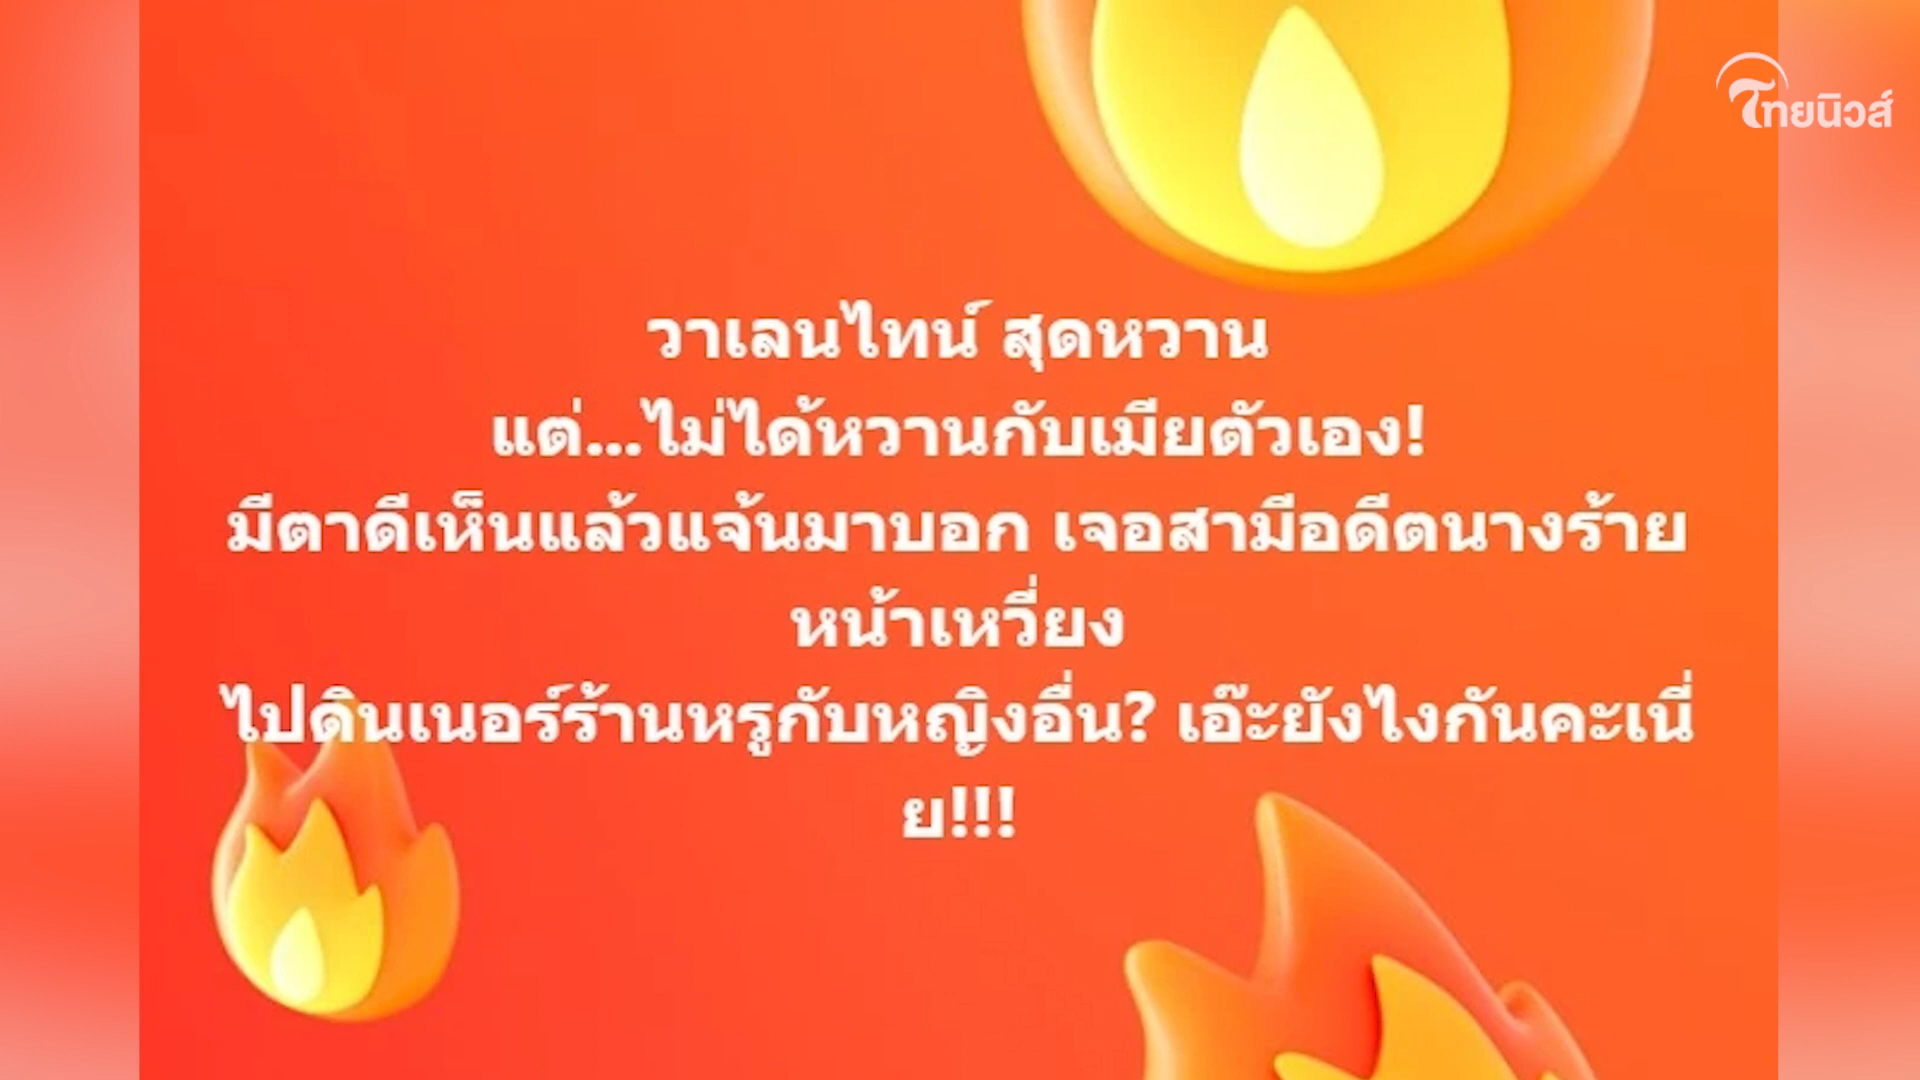 ไทยนิวส์
วาเลนไทน์ สุดหวาน
แต่...ไม่ได้หวานกับเมียตัวเอง!
มีตาดีเห็นแล้วแจ้นมาบอก เจอสามีอดีตนางร้าย
หน้าเหวี่ยง
ไปดินเนอร์ร้านหรูกับหญิงอื่น? เอ๊ะยังไงกันคะเนี่
ย!!!